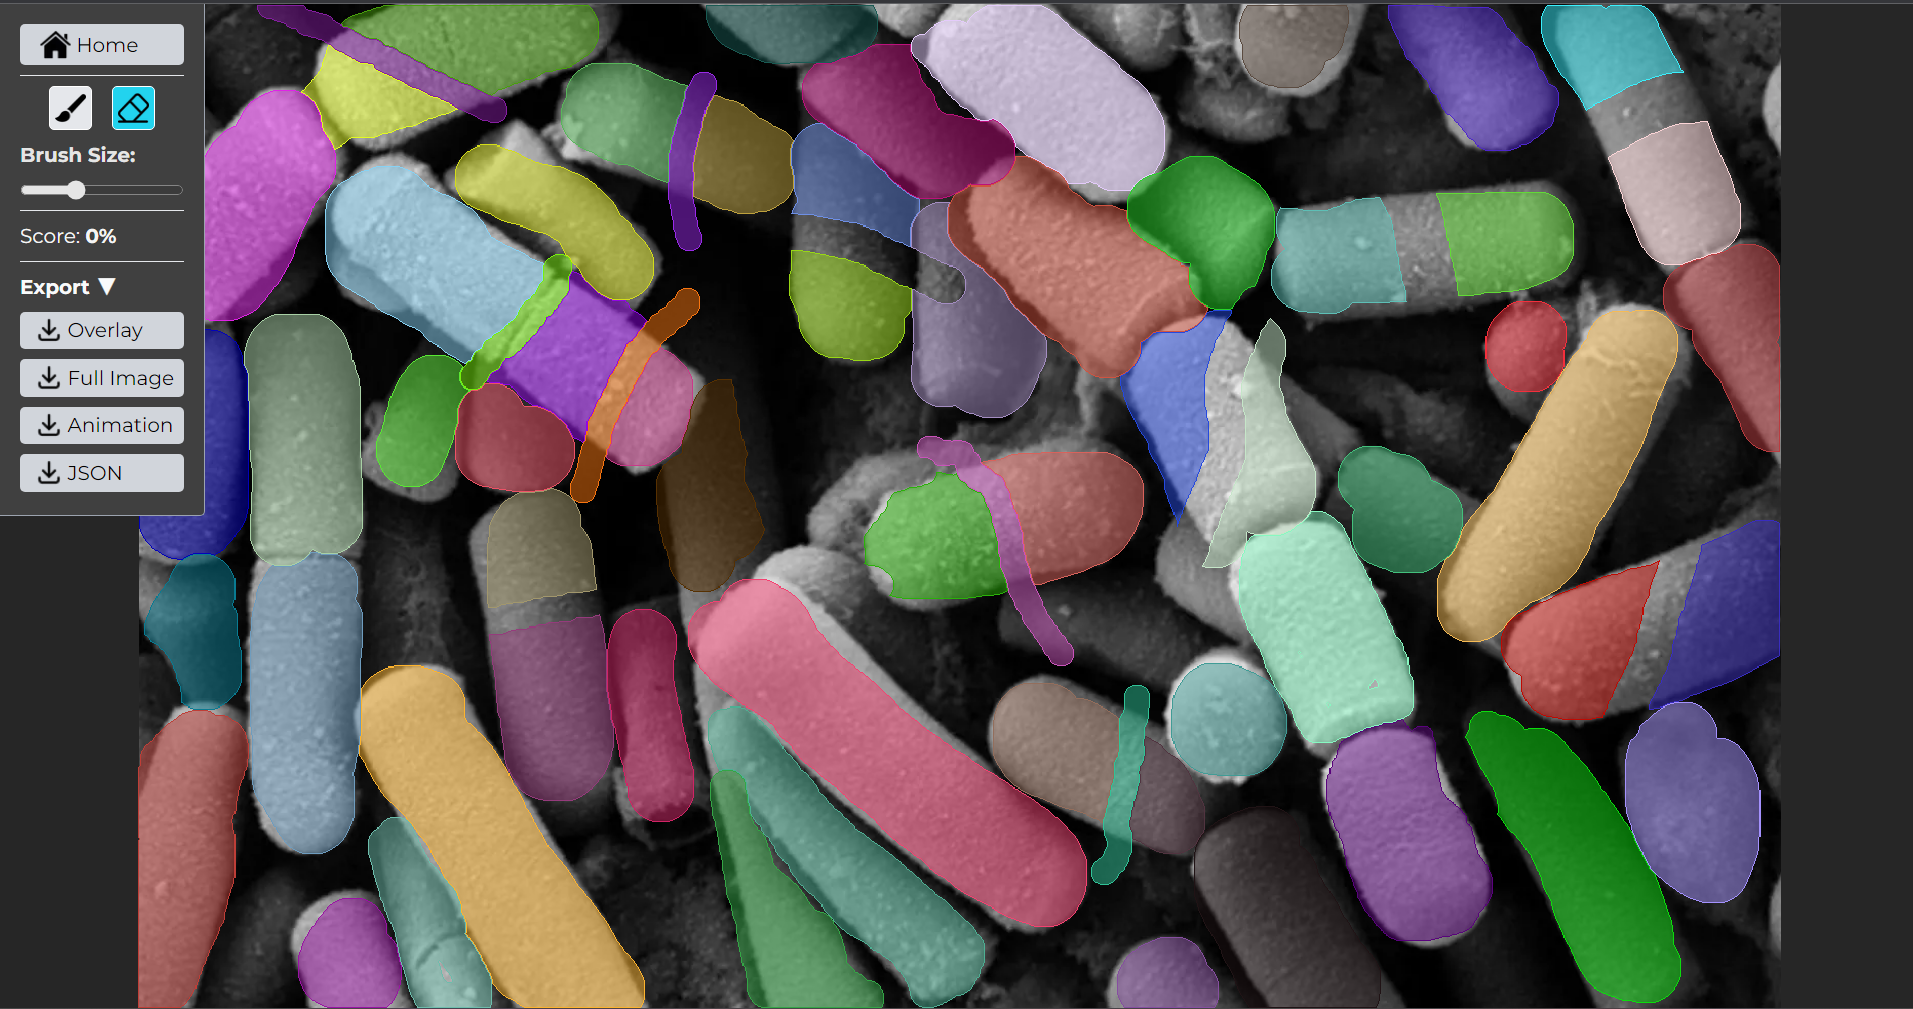 Home
Brush Size:
Score: 0%
Export ▼
Overlay
Full Image
Animation
JSON